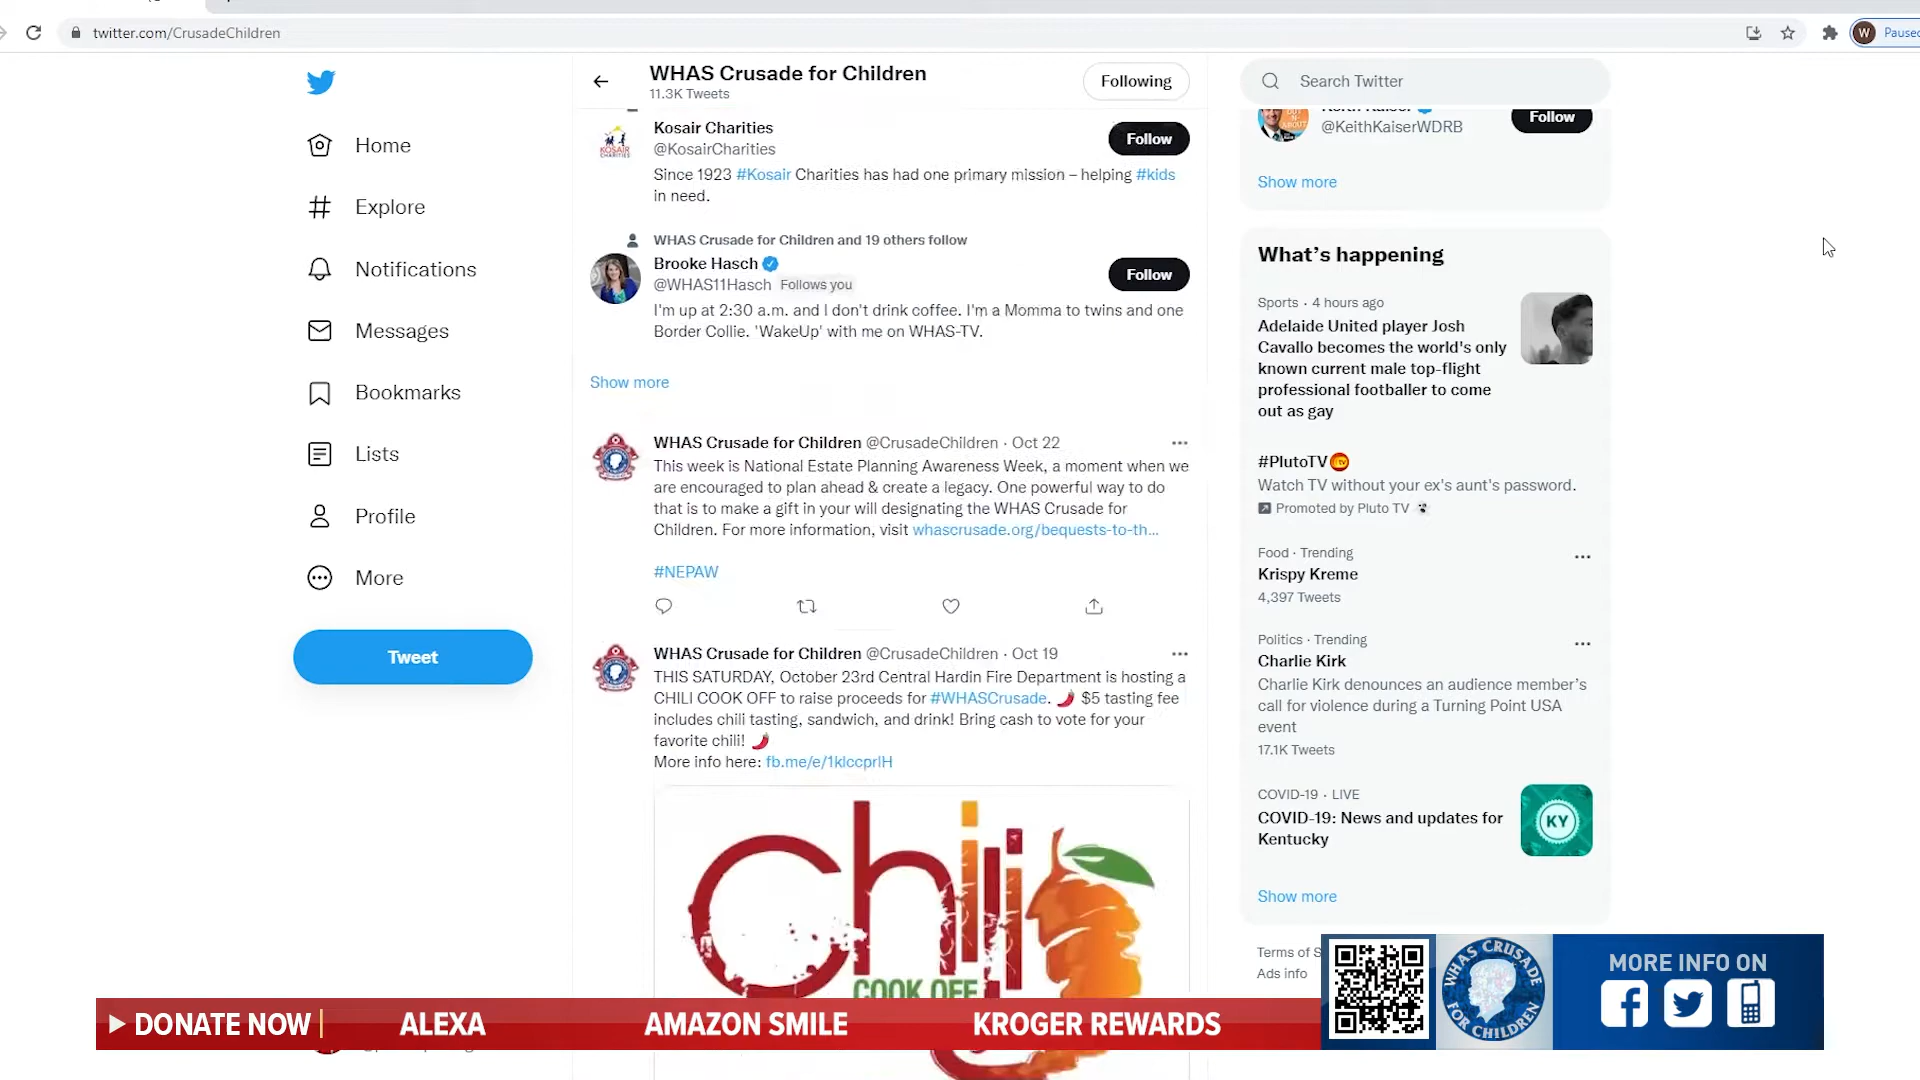 twitter.com/CrusadeChildren
W
Paused
Home
Explore
Notifications
Messages
Bookmarks
Lists
Profile
More
Tweet
WHAS Crusade for Children
11.3K Tweets
Following
Kosair Charities
@KosairCharities
Follow
Since 1923 #Kosair Charities has had one primary mission – helping #kids
in need.
WHAS Crusade for Children and 19 others follow
Brooke Hasch
@WHAS11Hasch Follows you
Follow
I'm up at 2:30 a.m. and I don't drink coffee. I'm a Momma to twins and one
Border Collie. 'WakeUp' with me on WHAS-TV.
Show more
WHAS Crusade for Children @CrusadeChildren · Oct 22
This week is National Estate Planning Awareness Week, a moment when we
are encouraged to plan ahead & create a legacy. One powerful way to do
that is to make a gift in your will designating the WHAS Crusade for
Children. For more information, visit whascrusade.org/bequests-to-th...
#NEPAW
WHAS Crusade for Children @CrusadeChildren · Oct 19
THIS SATURDAY, October 23rd Central Hardin Fire Department is hosting a
CHILI COOK OFF to raise proceeds for #WHASCrusade. 🌶️ $5 tasting fee
includes chili tasting, sandwich, and drink! Bring cash to vote for your
favorite chili! 🌶️
More info here: fb.me/e/1klccprlH
chili
COOK OFF
Search Twitter
Keith Kaiser
@KeithKaiserWDRB
Follow
Show more
What's happening
Sports · 4 hours ago
Adelaide United player Josh
Cavallo becomes the world's only
known current male top-flight
professional footballer to come
out as gay
#PlutoTV
Watch TV without your ex's aunt's password.
Promoted by Pluto TV
Food · Trending
Krispy Kreme
4,397 Tweets
Politics · Trending
Charlie Kirk
Charlie Kirk denounces an audience member's
call for violence during a Turning Point USA
event
17.1K Tweets
COVID-19 · LIVE
COVID-19: News and updates for
Kentucky
KY
Show more
Terms of S
Ads info
DONATE NOW
ALEXA
AMAZON SMILE
KROGER REWARDS
WHAS CRUSADE
FOR CHILDREN
MORE INFO ON